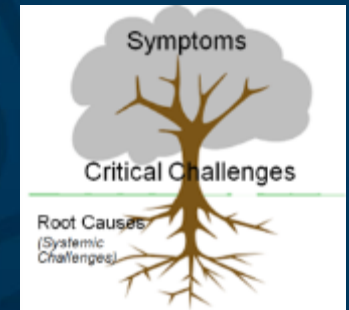 Symptoms
Critical Challenges
Root Causes
(Systemic
Challenges)